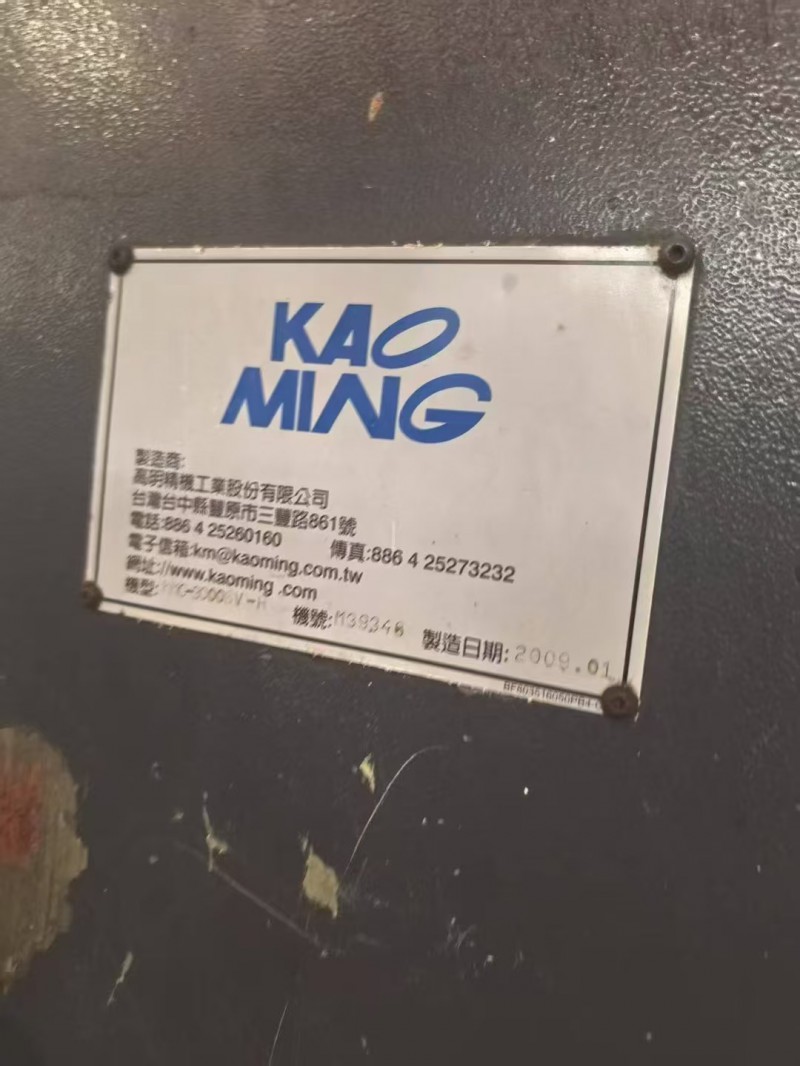 KAO
MING
製造商:
高明精機工業股份有限公司
台灣台中縣豐原市三豐路861號
電話:886 4 25260160 傳真:886 4 25273232
電子信箱:km@kaoming.com.tw
網址://www.kaoming .com
機型: 機號: 製造日期:2009.01